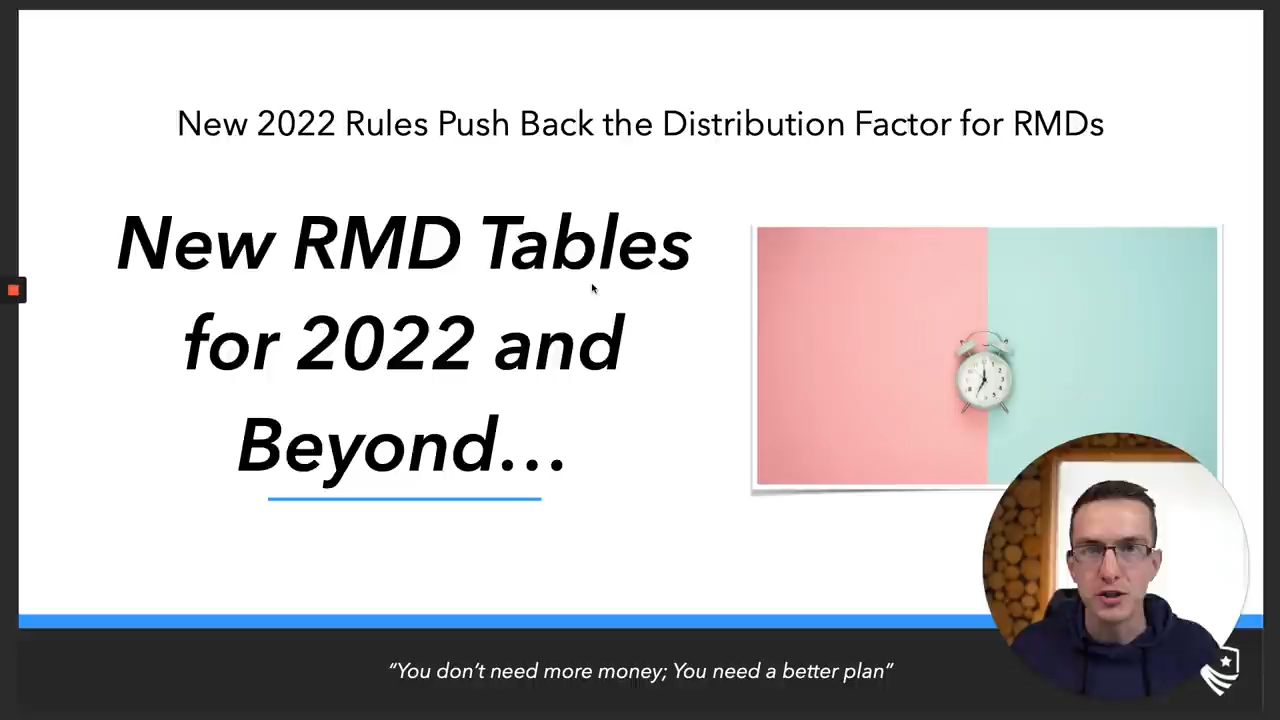 New 2022 Rules Push Back the Distribution Factor for RMDs
New RMD Tables
for 2022 and
Beyond…
“You don’t need more money; You need a better plan”